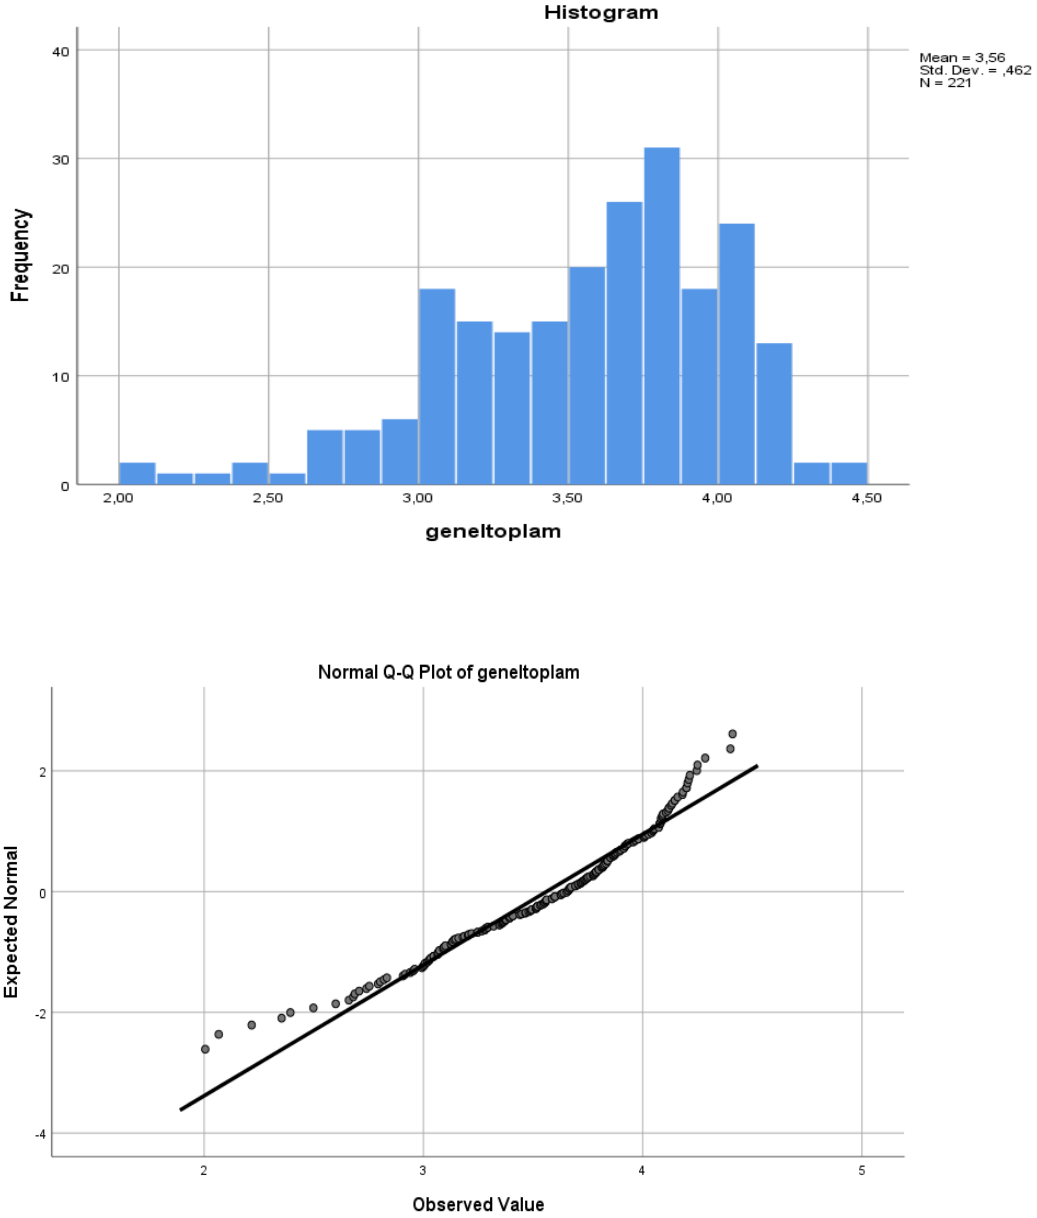 Histogram
40
30
20
10
0
Frequency
2,00
2,50
3,00
3,50
4,00
4,50
geneltoplam
Mean = 3,56
Std. Dev. = ,462
N = 221
Normal Q-Q Plot of geneltoplam
2
0
-2
-4
Expected Normal
2
3
4
5
Observed Value